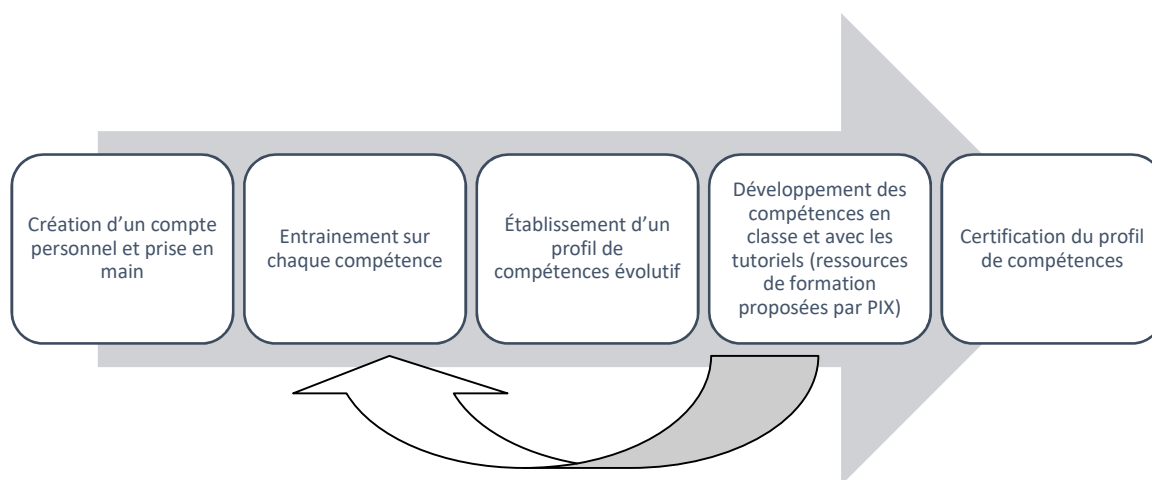 Création d’un compte
personnel et prise en
main
Entrainement sur
chaque compétence
Établissement d’un
profil de
compétences évolutif
Développement des
compétences en
classe et avec les
tutoriels (ressources
de formation
proposées par PIX)
Certification du profil
de compétences